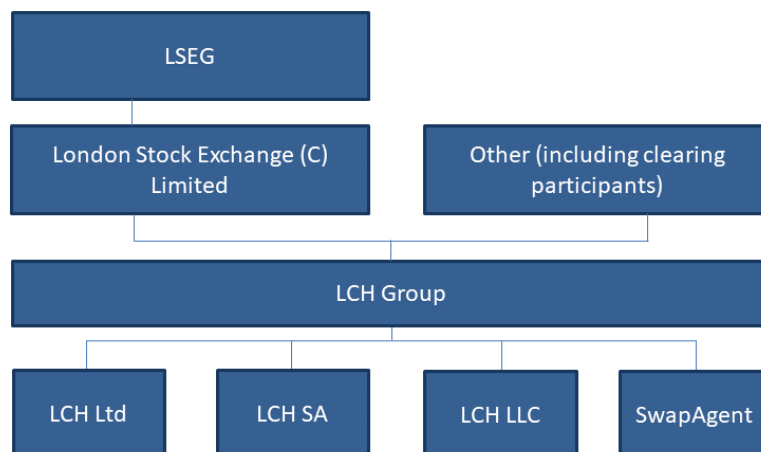 LSEG
London Stock Exchange (C)
Limited
Other (including clearing
participants)
LCH Group
LCH Ltd
LCH SA
LCH LLC
SwapAgent